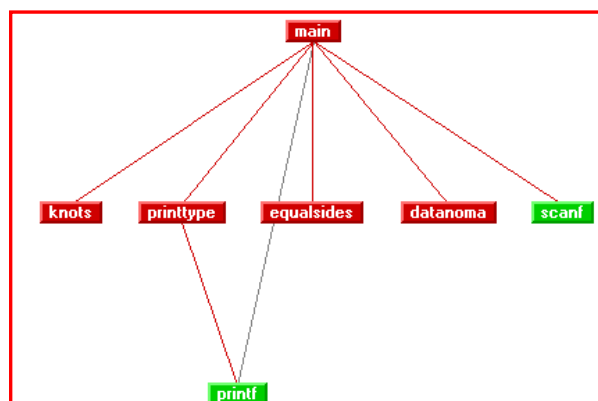 main
knots printtype equalsides datanoma scanf
printf